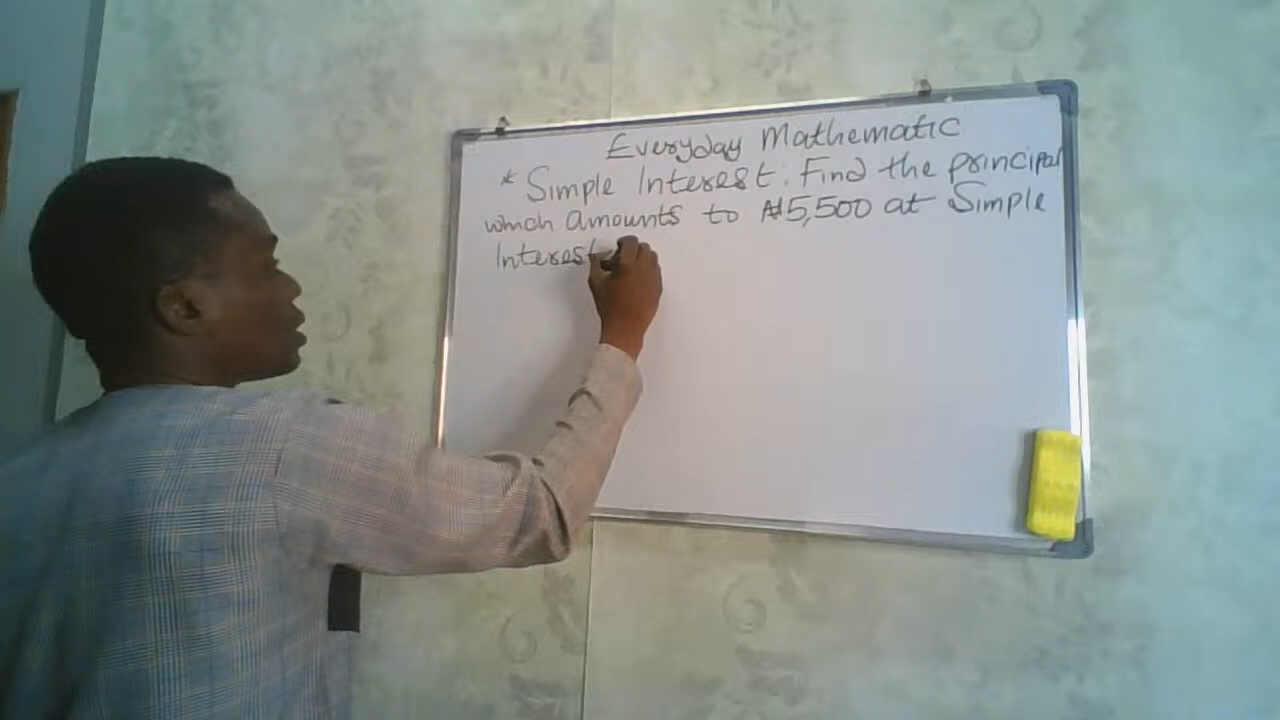 Everyday Mathematic
* Simple Interest. Find the principal
which amounts to ₦5,500 at Simple
Interest